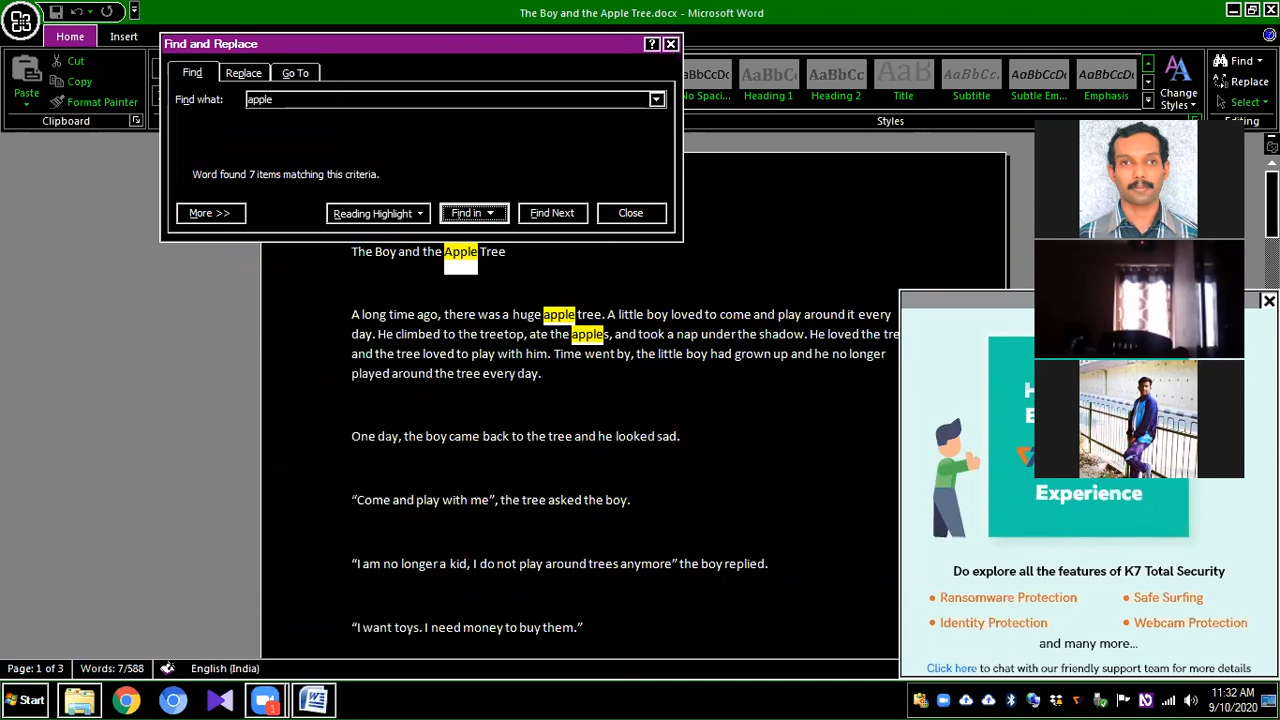 The Boy and the Apple Tree.docx - Microsoft Word
Home
Insert
Find and Replace
Find
Replace
Go To
Find what:
apple
Word found 7 items matching this criteria.
More >>
Reading Highlight
Find in
Find Next
Close
Paste
Cut
Copy
Format Painter
Clipboard
No Spaci...
Heading 1
Heading 2
Title
Subtitle
Subtle Em...
Emphasis
Change
Styles
Styles
Find
Replace
Select
Editing
The Boy and the Apple Tree
A long time ago, there was a huge apple tree. A little boy loved to come and play around it every
day. He climbed to the treetop, ate the apples, and took a nap under the shadow. He loved the tre
and the tree loved to play with him. Time went by, the little boy had grown up and he no longer
played around the tree every day.
One day, the boy came back to the tree and he looked sad.
“Come and play with me”, the tree asked the boy.
“I am no longer a kid, I do not play around trees anymore” the boy replied.
“I want toys. I need money to buy them.”
Experience
Do explore all the features of K7 Total Security
• Ransomware Protection
• Safe Surfing
• Identity Protection
• Webcam Protection
and many more...
Click here to chat with our friendly support team for more details
Page: 1 of 3
Words: 7/588
English (India)
Start
1
11:32 AM
9/10/2020